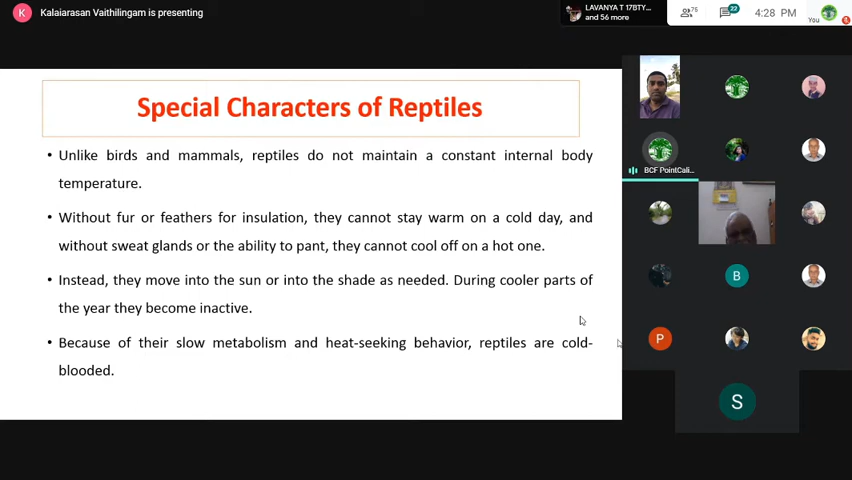 K Kalaiarasan Vaithilingam is presenting
LAVANYA T 17BTY...
and 56 more
75
22
4:28 PM
You
Special Characters of Reptiles
• Unlike birds and mammals, reptiles do not maintain a constant internal body
temperature.
• Without fur or feathers for insulation, they cannot stay warm on a cold day, and
without sweat glands or the ability to pant, they cannot cool off on a hot one.
• Instead, they move into the sun or into the shade as needed. During cooler parts of
the year they become inactive.
• Because of their slow metabolism and heat-seeking behavior, reptiles are cold-
blooded.
BCF PointCali...
B
P
S